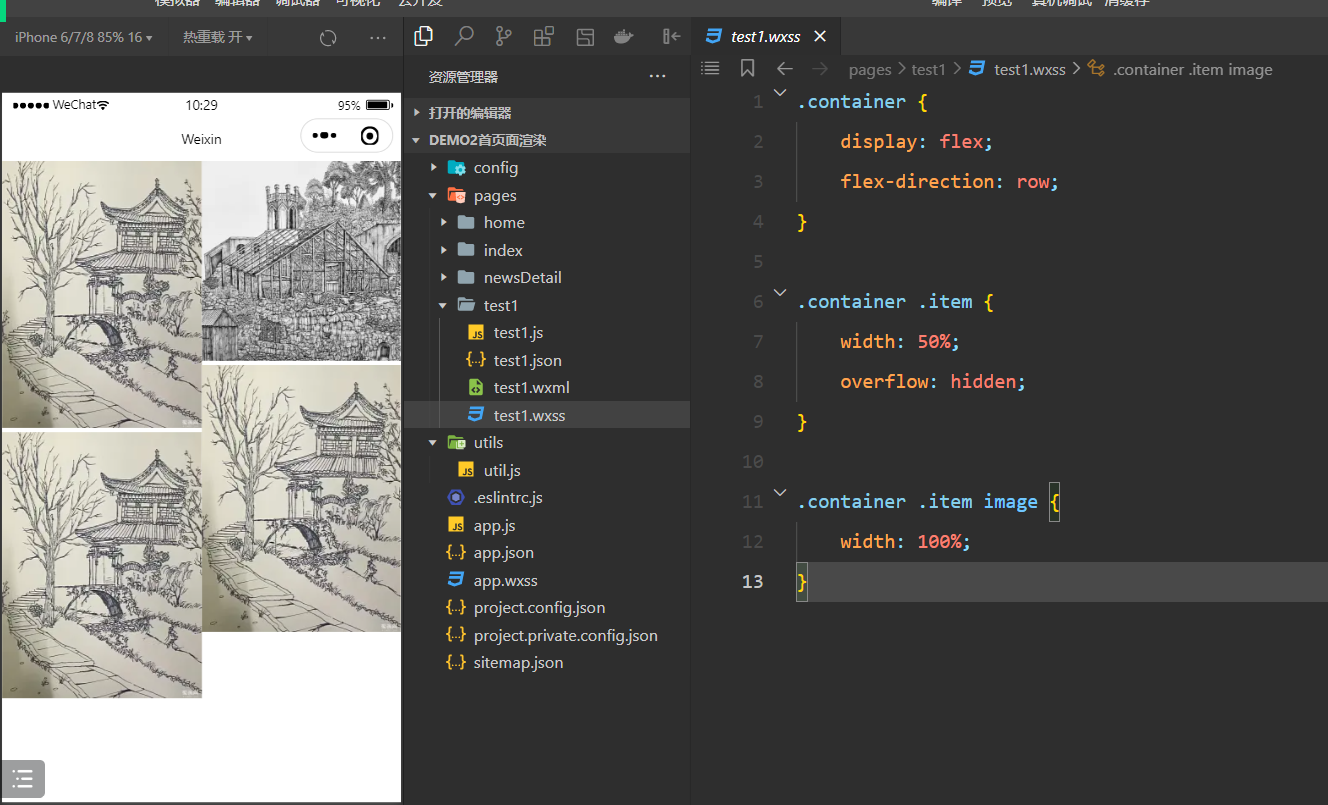 模拟器 编辑器 调试器 可视化 云开发
编译 预览 真机调试 清缓存
iPhone 6/7/8 85% 16 热重载 开
WeChat 10:29 95%
Weixin
资源管理器
打开的编辑器
DEMO2首页面渲染
config
pages
home
index
newsDetail
test1
test1.js
test1.json
test1.wxml
test1.wxss
utils
util.js
.eslintrc.js
app.js
app.json
app.wxss
project.config.json
project.private.config.json
sitemap.json
test1.wxss
pages > test1 > test1.wxss > .container .item image
1 .container {
2 display: flex;
3 flex-direction: row;
4 }
5
6 .container .item {
7 width: 50%;
8 overflow: hidden;
9 }
10
11 .container .item image {
12 width: 100%;
13 }